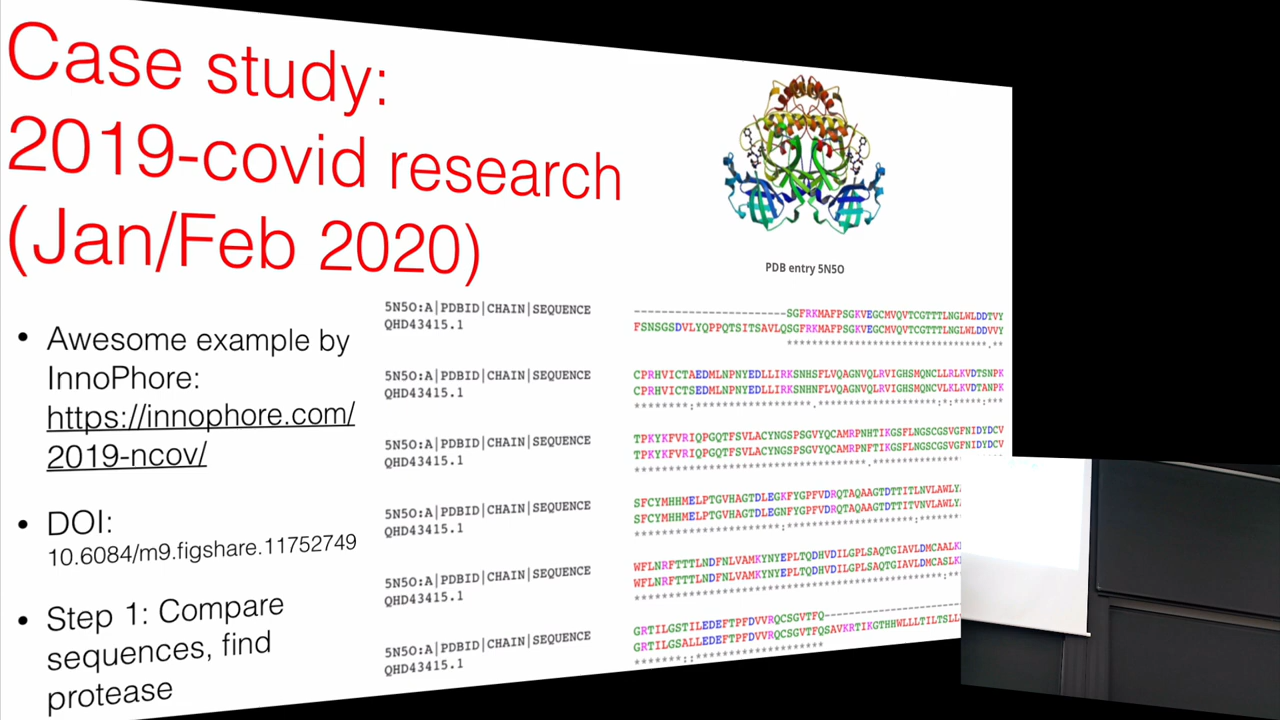 Case study:
2019-covid research
(Jan/Feb 2020)
PDB entry 5N5O
• Awesome example by
InnoPhore:
https://innophore.com/
2019-ncov/
• DOI:
10.6084/m9.figshare.11752749
• Step 1: Compare
sequences, find
protease
5N5O:A|PDBID|CHAIN|SEQUENCE
QHD43415.1
5N5O:A|PDBID|CHAIN|SEQUENCE
QHD43415.1
5N5O:A|PDBID|CHAIN|SEQUENCE
QHD43415.1
5N5O:A|PDBID|CHAIN|SEQUENCE
QHD43415.1
5N5O:A|PDBID|CHAIN|SEQUENCE
QHD43415.1
5N5O:A|PDBID|CHAIN|SEQUENCE
QHD43415.1
-------------------------SGFRKMAFPSGKVEGCMVQVTCGTTTLNGLWLDDTVY
FSNSGSDVLYQPPQTSITSAVLQSGFRKMAFPSGKVEGCMVQVTCGTTTLNGLWLDDVVY
CPRHVICTAEDMLNPNYEDLLIRKSNHSFLVQAGNVQLRVIGHSMQNCLLRLKVDTSNPK
CPRHVICTSEDMLNPNYEDLLIRKSNHNFLVQAGNVQLRVIGHSMQNCVLKLKVDTANPK
TPKYKFVRIQPGQTFSVLACYNGSPSGVYQCAMRPNHTIKGSFLNGSCGSVGFNIDYDCV
TPKYKFVRIQPGQTFSVLACYNGSPSGVYQCAMRPNFTIKGSFLNGSCGSVGFNIDYDCV
SFCYMHHMELPTGVHAGTDLEGKFYGPFVDRQTAQAAGTDTTITLNVLAWLY
SFCYMHHMELPTGVHAGTDLEGNFYGPFVDRQTAQAAGTDTTITVNVLAWLY
WFLNRFTTTLNDFNLVAMKYNYEPLTQDHVDILGPLSAQTGIAVLDMCAALK
WFLNRFTTTLNDFNLVAMKYNYEPLTQDHVDILGPLSAQTGIAVLDMCASLK
GRTILGSTILEDEFTPFDVVRQCSGVTFQ----------------------
GRTILGSALLEDEFTPFDVVRQCSGVTFQSAVKRTIKGTHHWLLLTILTSLL